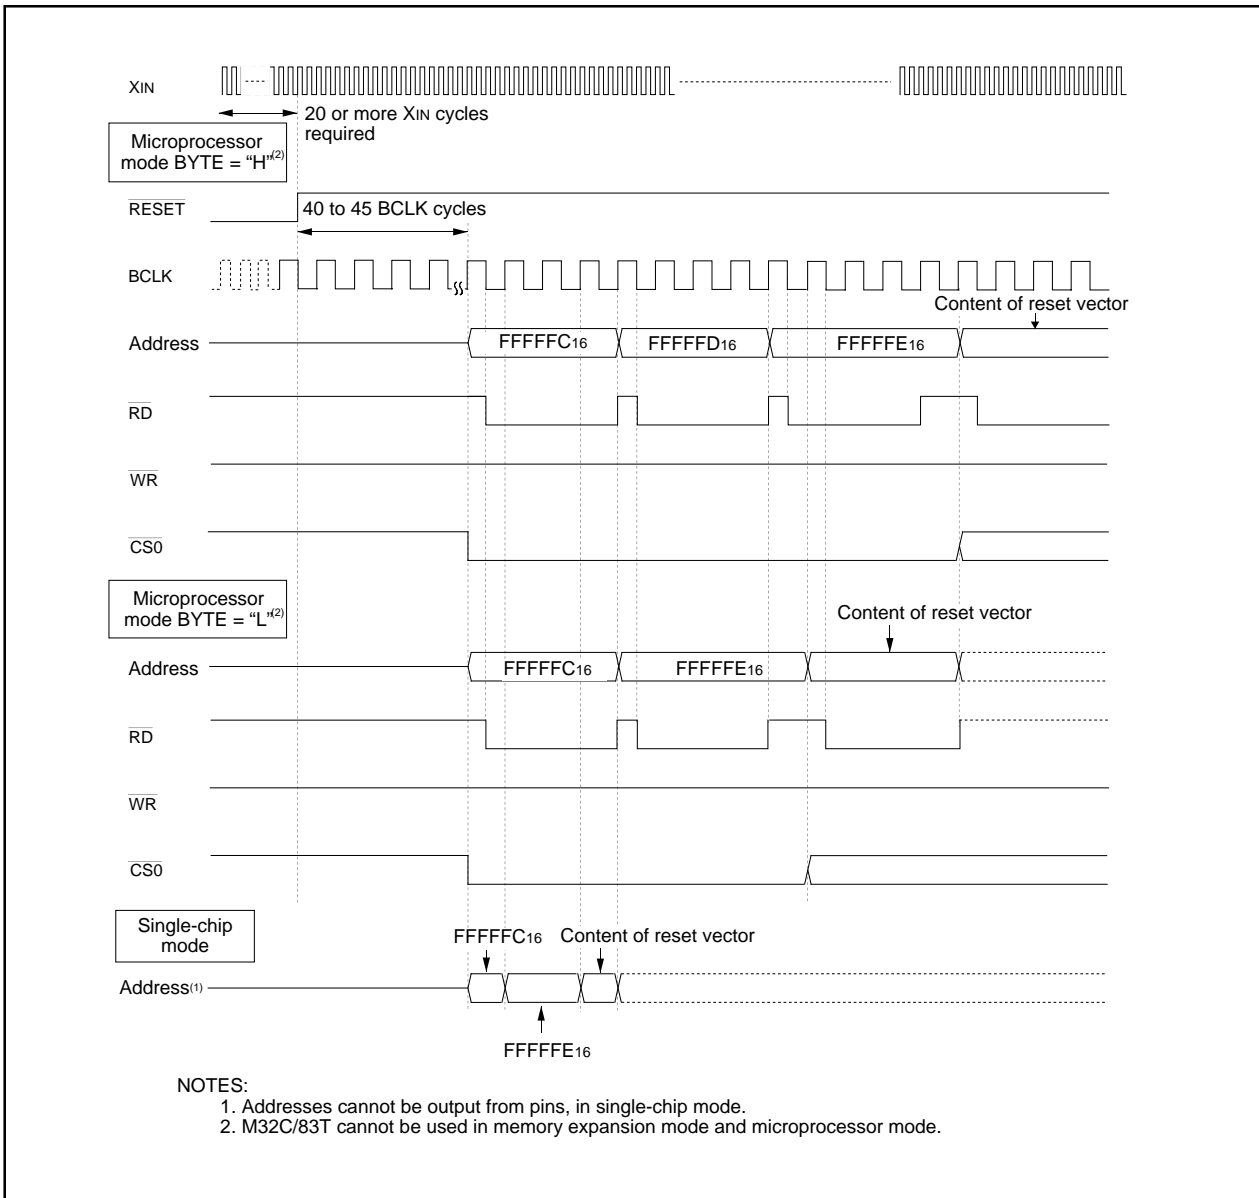 XIN
20 or more XIN cycles
required
Microprocessor
mode BYTE = “H”(2)
RESET
40 to 45 BCLK cycles
BCLK
Content of reset vector
Address
FFFFFC16
FFFFFD16
FFFFFE16
RD
WR
CS0
Microprocessor
mode BYTE = “L”(2)
Content of reset vector
Address
FFFFFC16
FFFFFE16
RD
WR
CS0
Single-chip
mode
FFFFFC16
Content of reset vector
Address(1)
FFFFFE16
NOTES:
1. Addresses cannot be output from pins, in single-chip mode.
2. M32C/83T cannot be used in memory expansion mode and microprocessor mode.